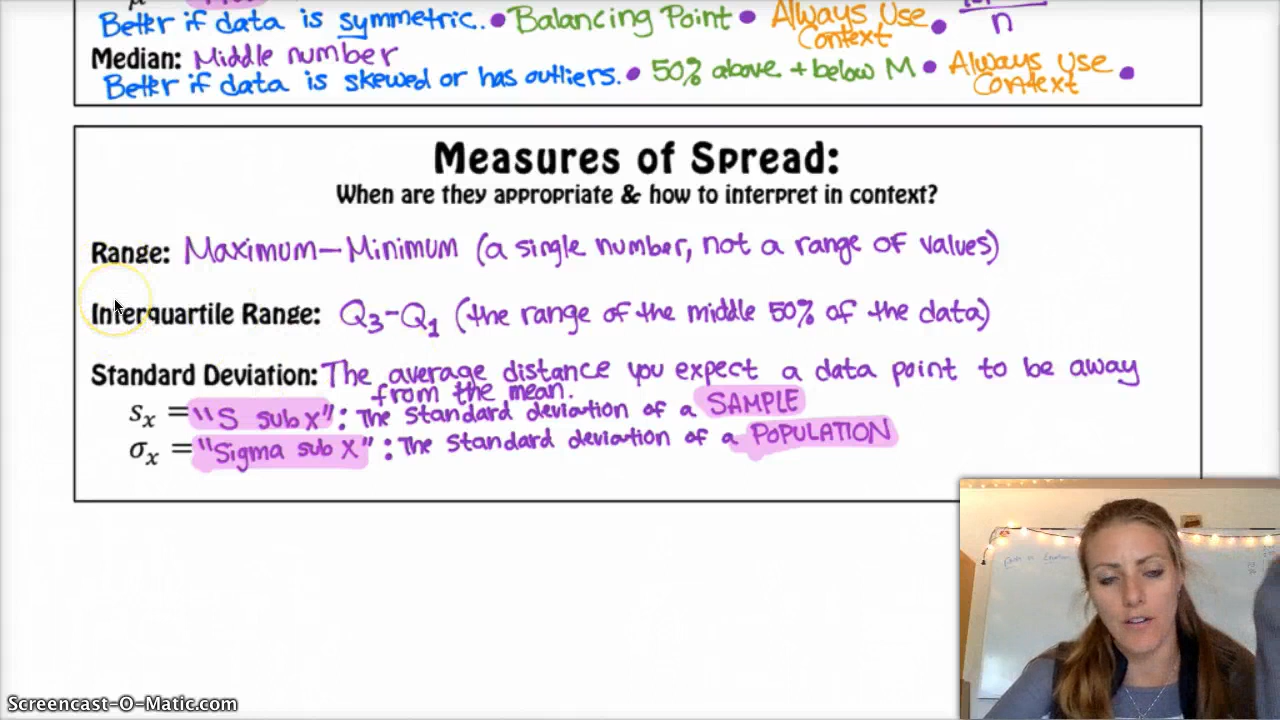 Better if data is symmetric. • Balancing Point • Always Use Context • n
Median: Middle number
Better if data is skewed or has outliers. • 50% above + below M • Always Use Context •
Measures of Spread:
When are they appropriate & how to interpret in context?
Range: Maximum–Minimum (a single number, not a range of values)
Interquartile Range: Q₃–Q₁ (the range of the middle 50% of the data)
Standard Deviation: The average distance you expect a data point to be away
from the mean.
sₓ = "S sub x": The standard deviation of a SAMPLE
σₓ = "Sigma sub X": The standard deviation of a POPULATION
Screencast-O-Matic.com